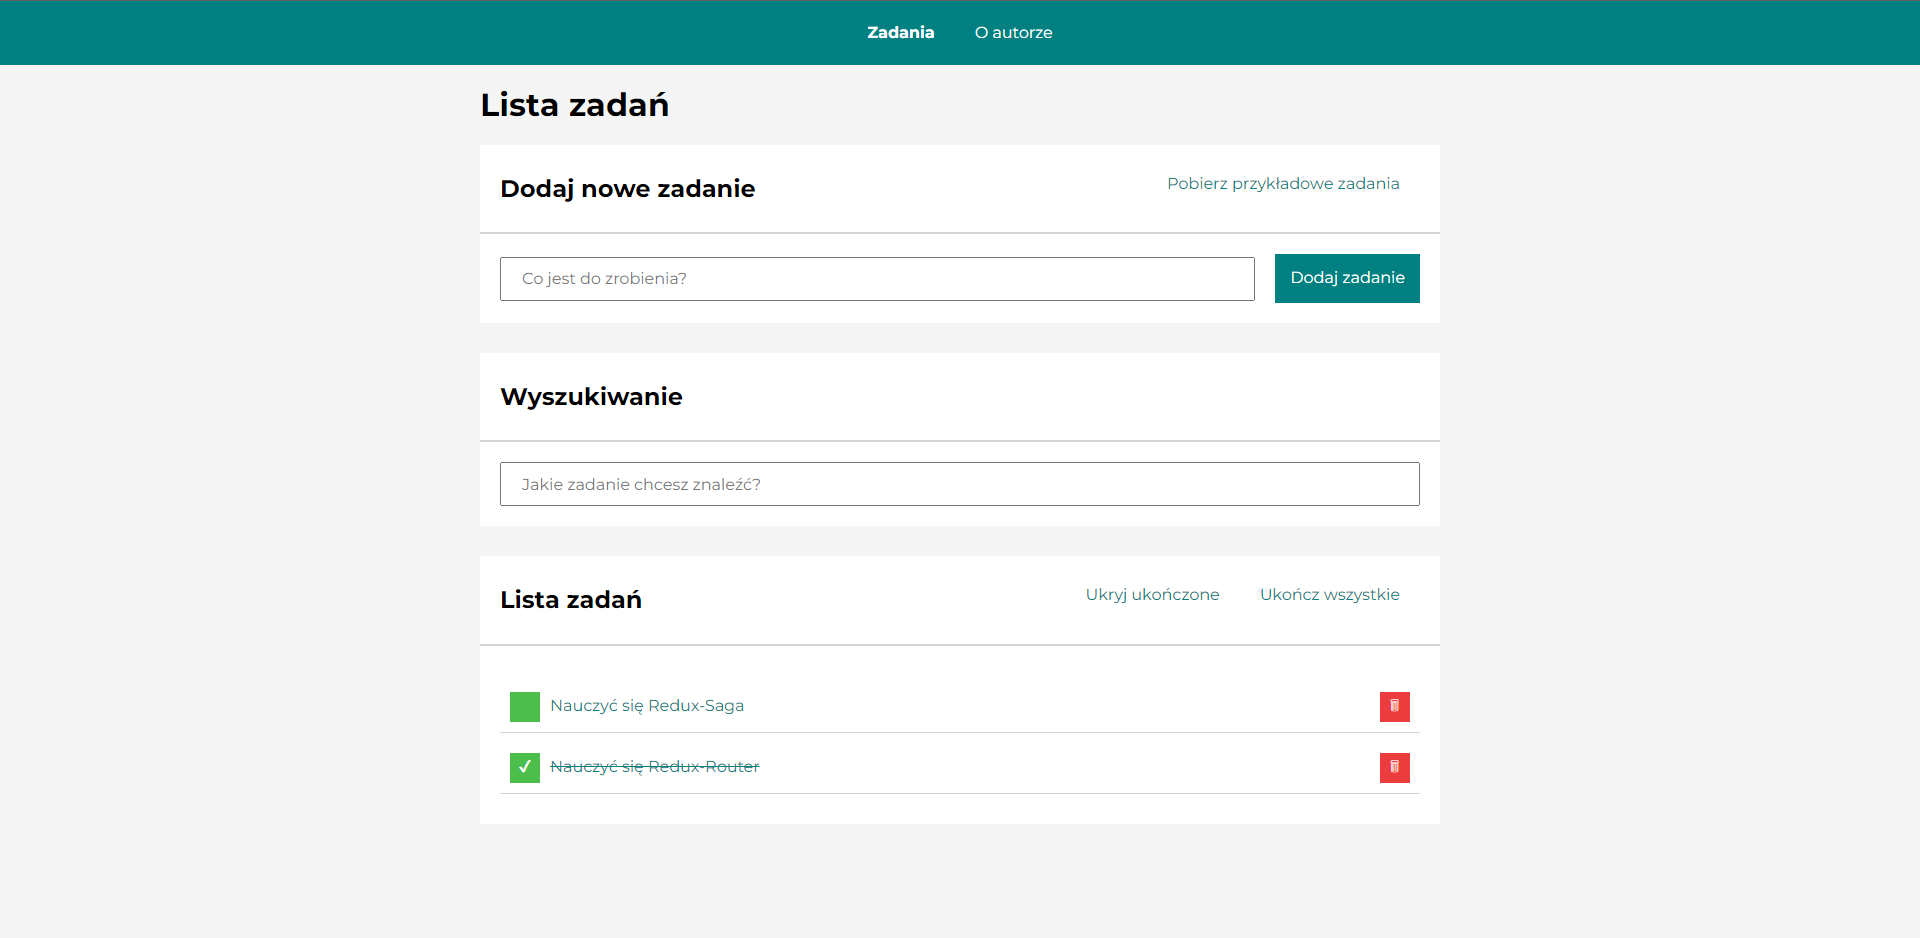 Zadania
O autorze
Lista zadań
Dodaj nowe zadanie
Pobierz przykładowe zadania
Co jest do zrobienia?
Dodaj zadanie
Wyszukiwanie
Jakie zadanie chcesz znaleźć?
Lista zadań
Ukryj ukończone
Ukończ wszystkie
Nauczyć się Redux-Saga
Nauczyć się Redux-Router